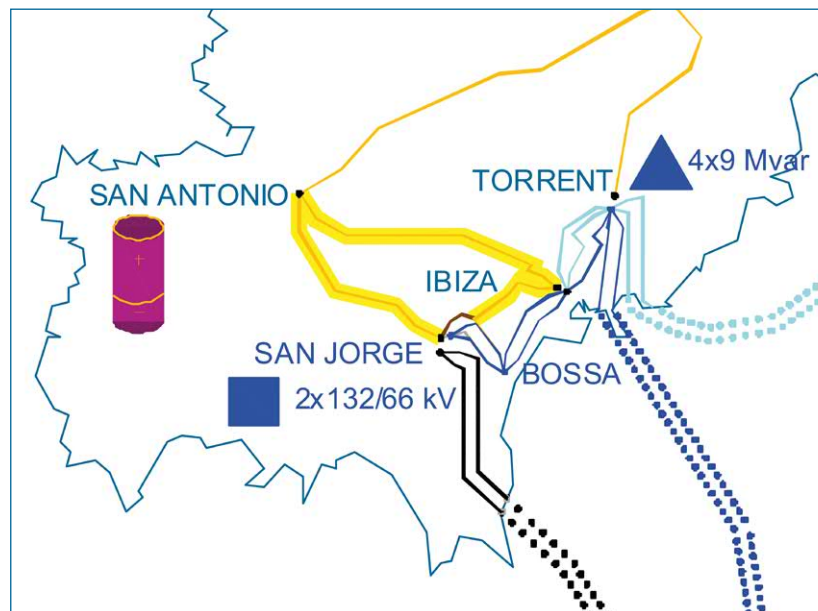 TORRENT
4x9 Mvar
SAN ANTONIO
+
−
IBIZA
SAN JORGE
BOSSA
2x132/66 kV